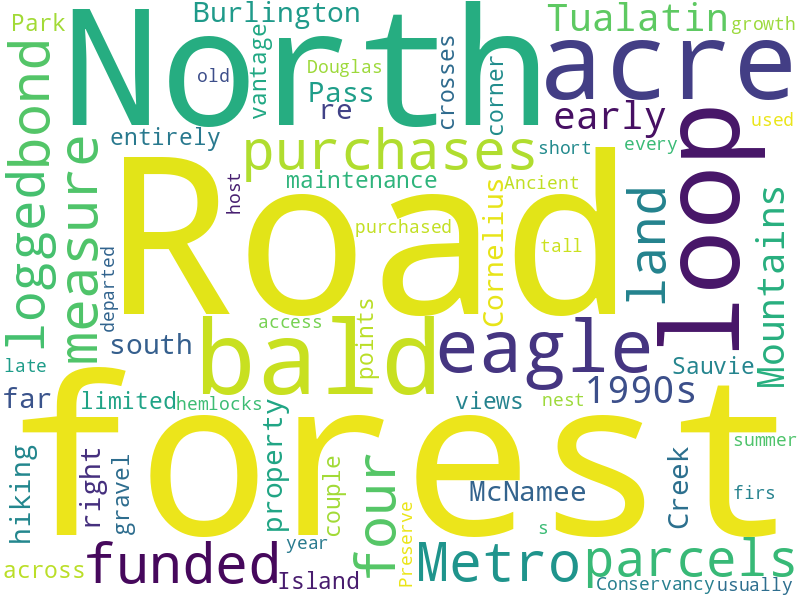 Park
Burlington
North
Tualatin
growth
acre
bond
old
vantage
Douglas
Pass
re
crosses
corner
early
used
loop
logged
measure
entirely
purchases
short
every
maintenance
Ancient
host
Road
Cornelius
land
Mountains
purchased
tall
departed
access
points
south
bald
eagle
Sauvie
late
far
limited
hemlocks
views
nest
1990s
forest
property
summer
hiking
right
gravel
couple
four
McNamee
Creek
firs
s
Preserve
year
across
funded
Island
Metro
parcels
Conservancy
usually